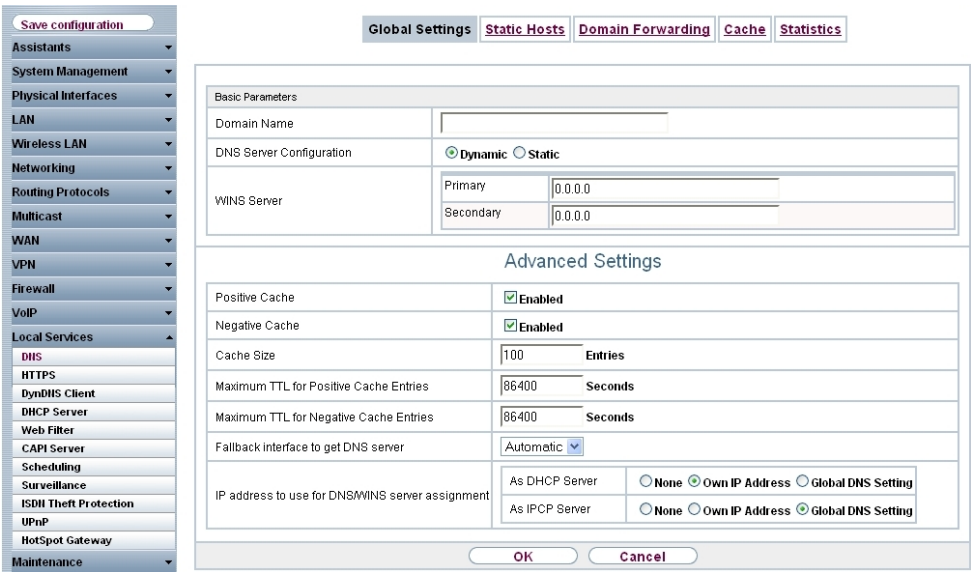 Save configuration
Assistants
System Management
Physical Interfaces
LAN
Wireless LAN
Networking
Routing Protocols
Multicast
WAN
VPN
Firewall
VoIP
Local Services
DNS
HTTPS
DynDNS Client
DHCP Server
Web Filter
CAPI Server
Scheduling
Surveillance
ISDN Theft Protection
UPnP
HotSpot Gateway
Maintenance
Global Settings Static Hosts Domain Forwarding Cache Statistics
Basic Parameters
Domain Name
DNS Server Configuration Dynamic Static
WINS Server
Primary 0.0.0.0
Secondary 0.0.0.0
Advanced Settings
Positive Cache Enabled
Negative Cache Enabled
Cache Size 100 Entries
Maximum TTL for Positive Cache Entries 86400 Seconds
Maximum TTL for Negative Cache Entries 86400 Seconds
Fallback interface to get DNS server Automatic
IP address to use for DNS/WINS server assignment
As DHCP Server None Own IP Address Global DNS Setting
As IPCP Server None Own IP Address Global DNS Setting
OK Cancel